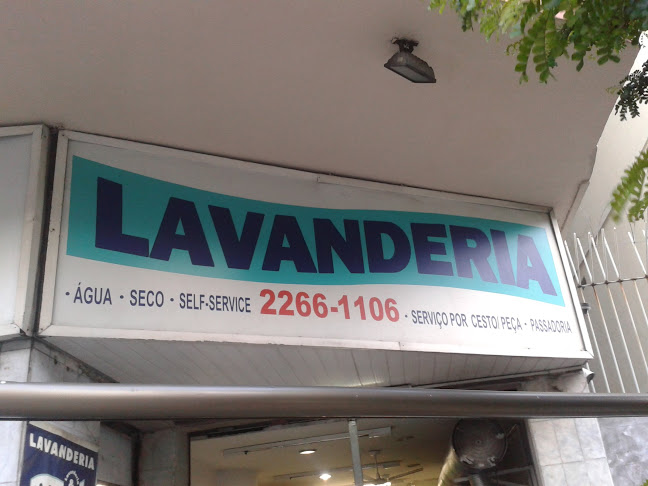 LAVANDERIA
· ÁGUA · SECO · SELF-SERVICE 2266-1106 · SERVIÇO POR CESTO/PEÇA · PASSADORIA
LAVANDERIA